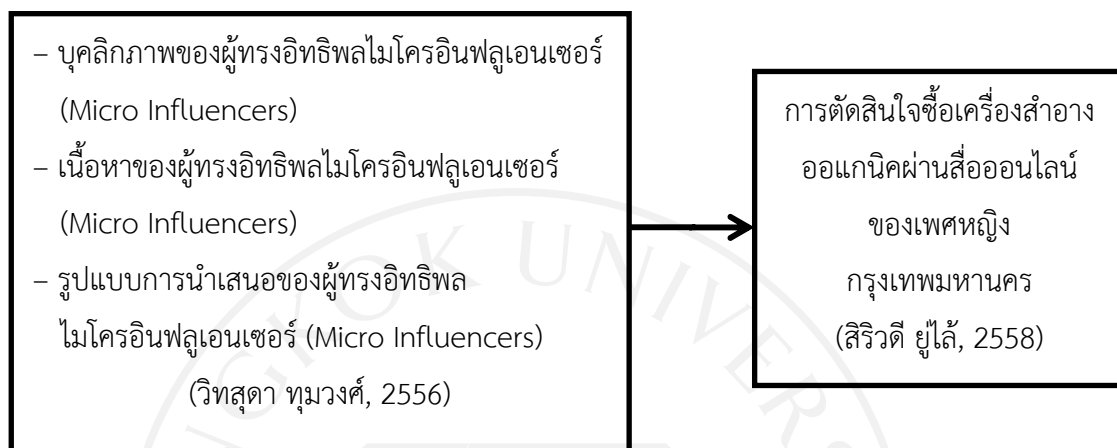 – บุคลิกภาพของผู้ทรงอิทธิพลไมโครอินฟลูเอนเซอร์
(Micro Influencers)
– เนื้อหาของผู้ทรงอิทธิพลไมโครอินฟลูเอนเซอร์
(Micro Influencers)
– รูปแบบการนำเสนอของผู้ทรงอิทธิพล
ไมโครอินฟลูเอนเซอร์ (Micro Influencers)
(วิทสุดา ทุมวงศ์, 2556)
การตัดสินใจซื้อเครื่องสำอาง
ออแกนิคผ่านสื่อออนไลน์
ของเพศหญิง
กรุงเทพมหานคร
(สิริวดี ยู่ไล้, 2558)
NGKOK UNIVERS